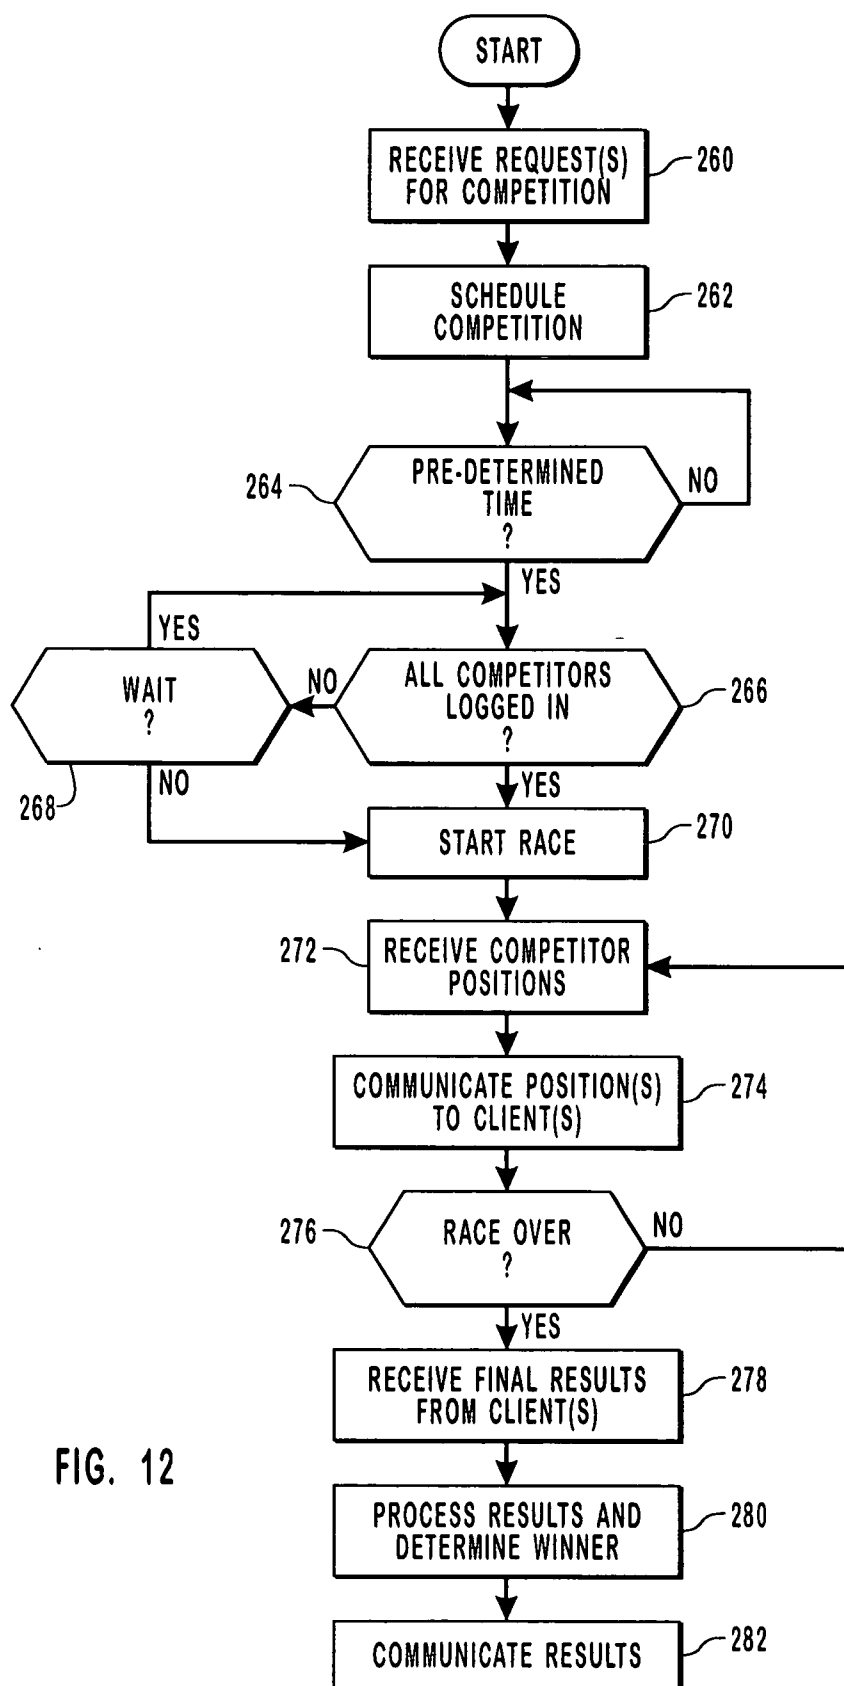 START
RECEIVE REQUEST(S)
FOR COMPETITION
260
SCHEDULE
COMPETITION
262
PRE-DETERMINED
TIME
?
264
NO
YES
ALL COMPETITORS
LOGGED IN
?
266
NO
WAIT
?
YES
268
NO
YES
START RACE
270
RECEIVE COMPETITOR
POSITIONS
272
COMMUNICATE POSITION(S)
TO CLIENT(S)
274
RACE OVER
?
276
NO
YES
RECEIVE FINAL RESULTS
FROM CLIENT(S)
278
FIG. 12
PROCESS RESULTS AND
DETERMINE WINNER
280
COMMUNICATE RESULTS
282